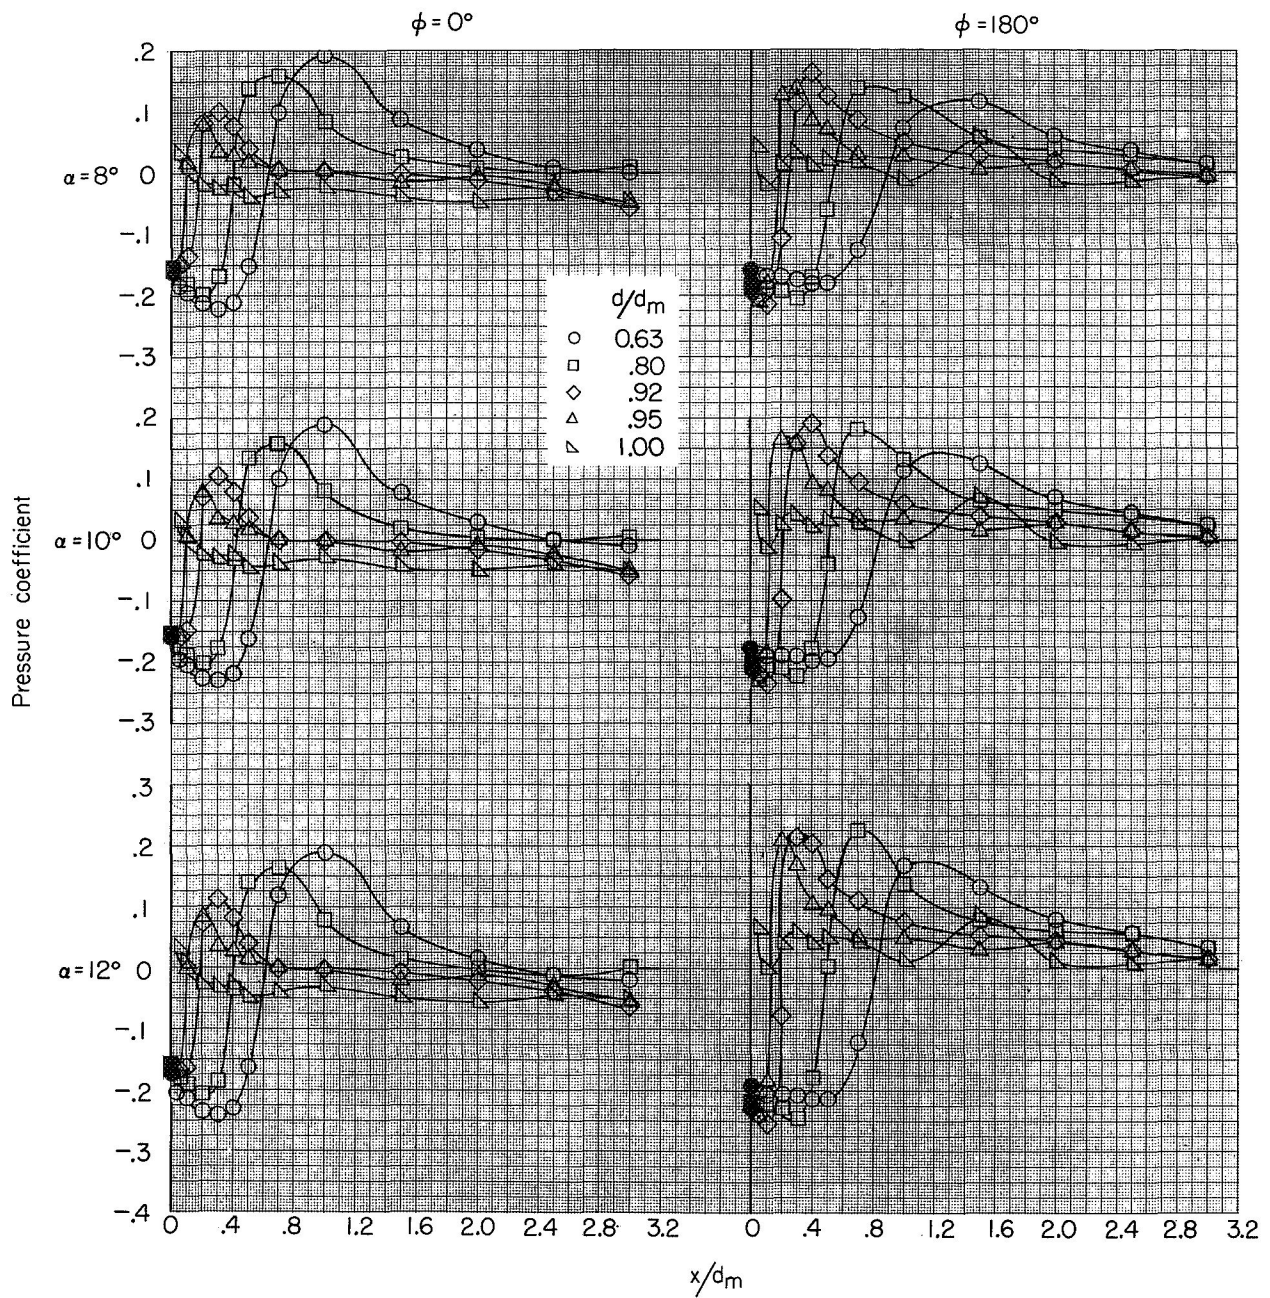 ϕ = 0°
ϕ = 180°
.2
.1
α = 8° 0
-.1
-.2
-.3
d/dm
0.63
.80
.92
.95
1.00
.2
.1
α = 10° 0
-.1
-.2
-.3
.3
.2
.1
α = 12° 0
-.1
-.2
-.3
-.4
Pressure coefficient
0 .4 .8 1.2 1.6 2.0 2.4 2.8 3.2
0 .4 .8 1.2 1.6 2.0 2.4 2.8 3.2
x/dm